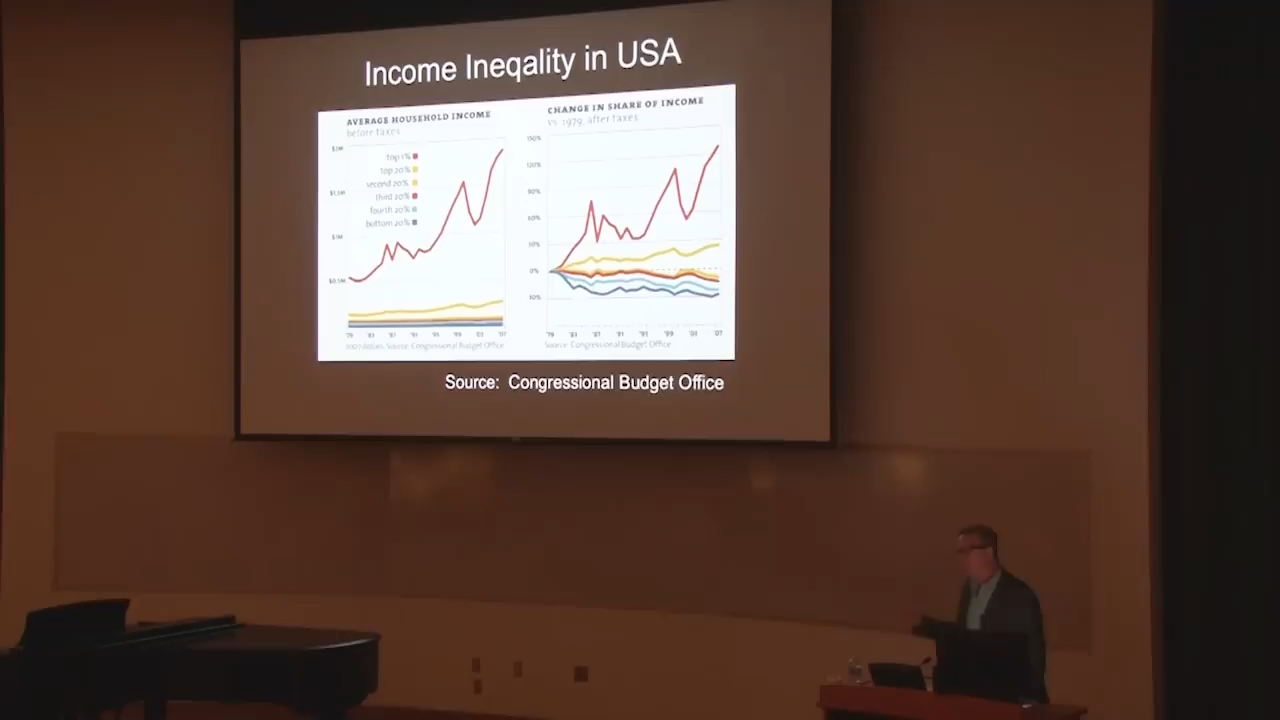 Income Ineqality in USA
AVERAGE HOUSEHOLD INCOME
before taxes
$2M
$1.5M
$1M
$0.5M
top 1%
top 20%
second 20%
third 20%
fourth 20%
bottom 20%
'79 '83 '87 '91 '95 '99 '03 '07
2007 dollars. Source: Congressional Budget Office
CHANGE IN SHARE OF INCOME
vs. 1979, after taxes
150%
120%
90%
60%
30%
0%
30%
'79 '83 '87 '91 '95 '99 '03 '07
Source: Congressional Budget Office
Source: Congressional Budget Office